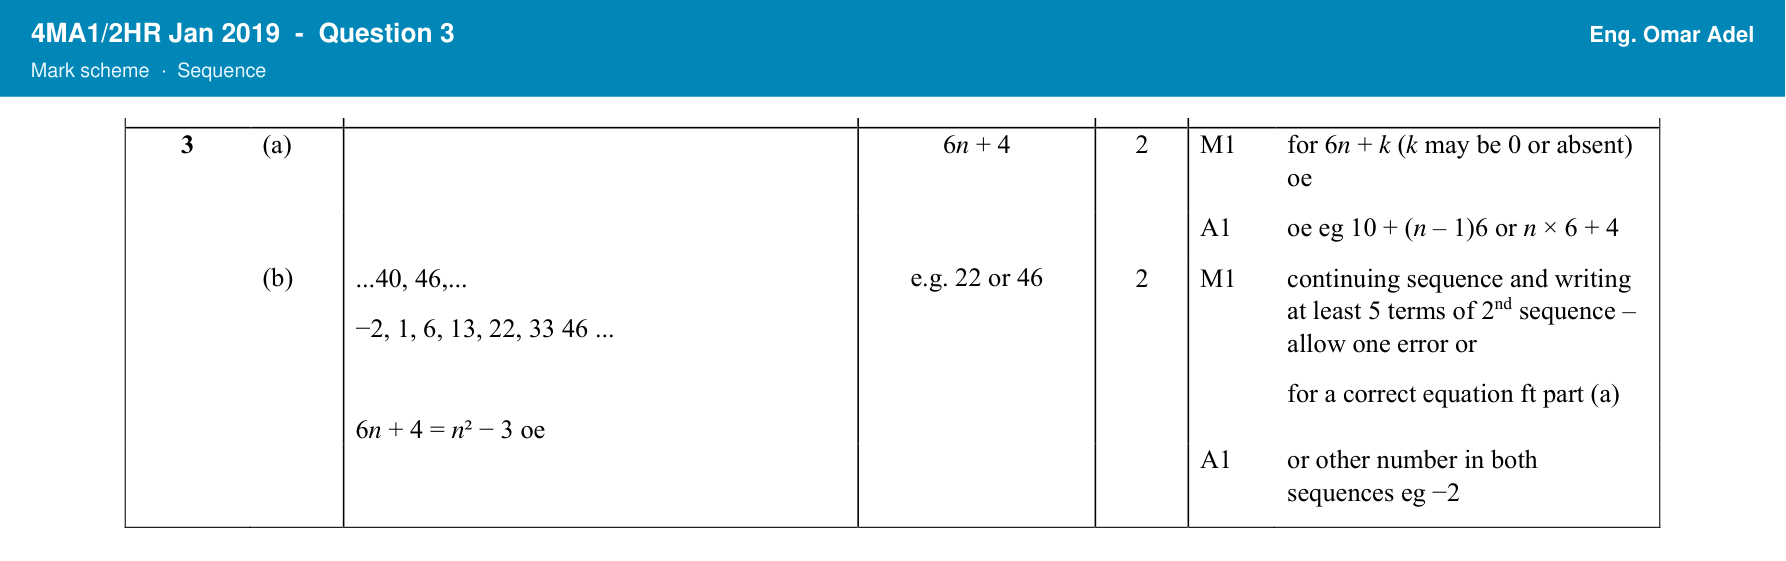 4MA1/2HR Jan 2019 - Question 3
Eng. Omar Adel
Mark scheme · Sequence
3 (a) 6n + 4 2 M1 for 6n + k (k may be 0 or absent)
oe
A1 oe eg 10 + (n – 1)6 or n × 6 + 4
(b) ...40, 46,... e.g. 22 or 46 2 M1 continuing sequence and writing
at least 5 terms of 2nd sequence –
−2, 1, 6, 13, 22, 33 46 ...
allow one error or
for a correct equation ft part (a)
6n + 4 = n² − 3 oe
A1 or other number in both
sequences eg −2